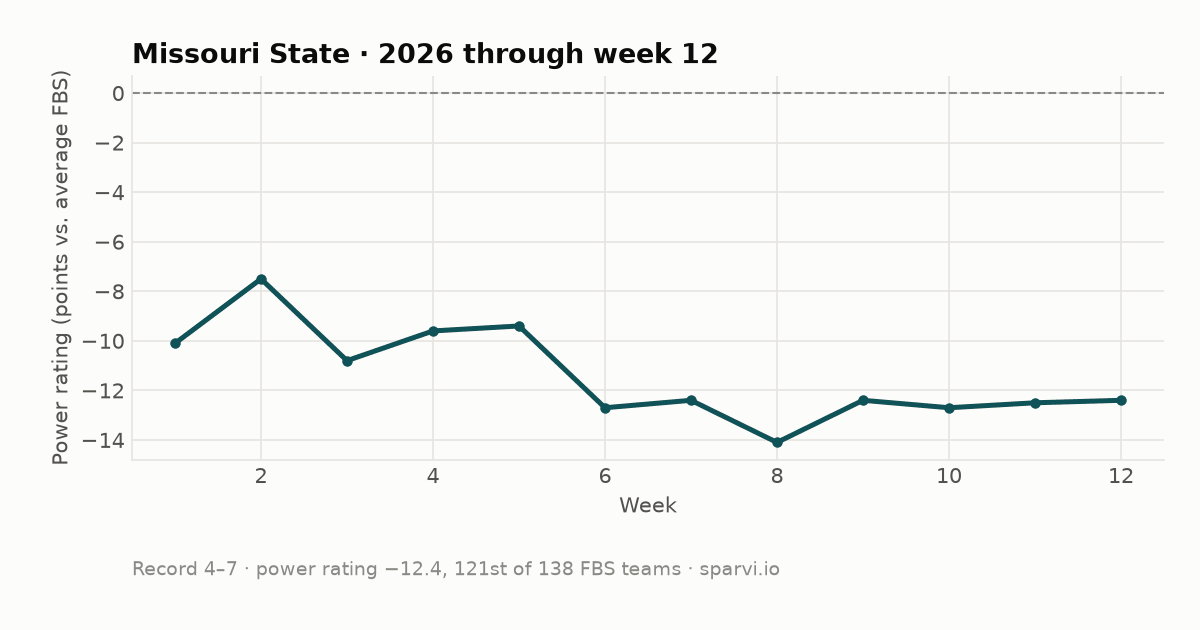 Missouri State · 2026 through week 12
Power rating (points vs. average FBS)
0
−2
−4
−6
−8
−10
−12
−14
2 4 6 8 10 12
Week
Record 4–7 · power rating −12.4, 121st of 138 FBS teams · sparvi.io